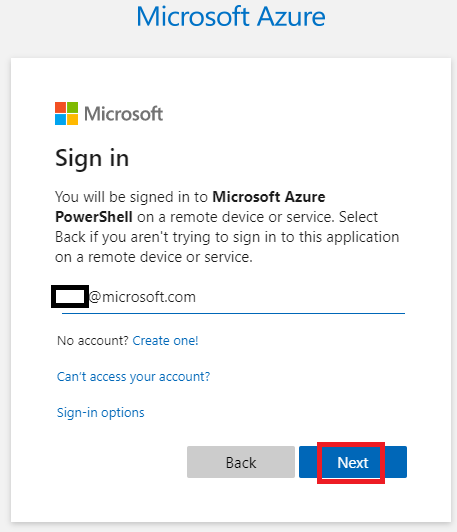 Microsoft Azure
Microsoft
Sign in
You will be signed in to Microsoft Azure
PowerShell on a remote device or service. Select
Back if you aren't trying to sign in to this application
on a remote device or service.
@microsoft.com
No account? Create one!
Can't access your account?
Sign-in options
Back
Next